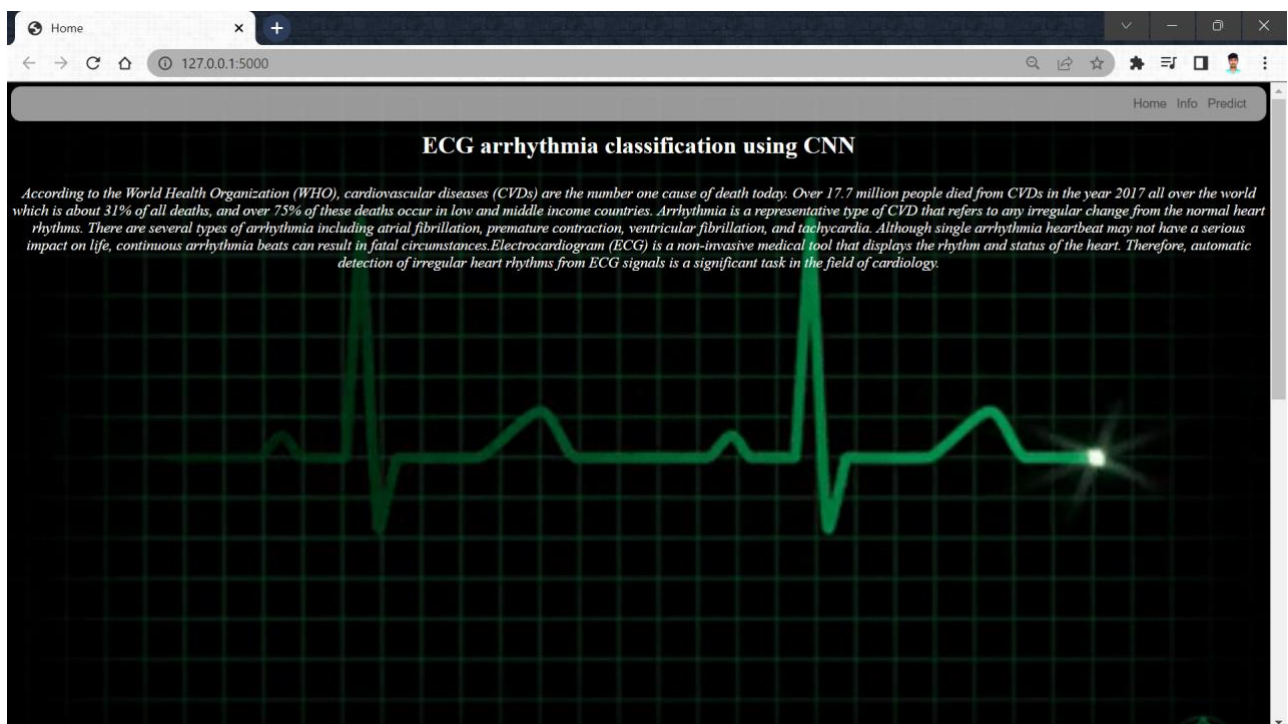 Home
127.0.0.1:5000
Home Info Predict
ECG arrhythmia classification using CNN
According to the World Health Organization (WHO), cardiovascular diseases (CVDs) are the number one cause of death today. Over 17.7 million people died from CVDs in the year 2017 all over the world
which is about 31% of all deaths, and over 75% of these deaths occur in low and middle income countries. Arrhythmia is a representative type of CVD that refers to any irregular change from the normal heart
rhythms. There are several types of arrhythmia including atrial fibrillation, premature contraction, ventricular fibrillation, and tachycardia. Although single arrhythmia heartbeat may not have a serious
impact on life, continuous arrhythmia beats can result in fatal circumstances.Electrocardiogram (ECG) is a non-invasive medical tool that displays the rhythm and status of the heart. Therefore, automatic
detection of irregular heart rhythms from ECG signals is a significant task in the field of cardiology.